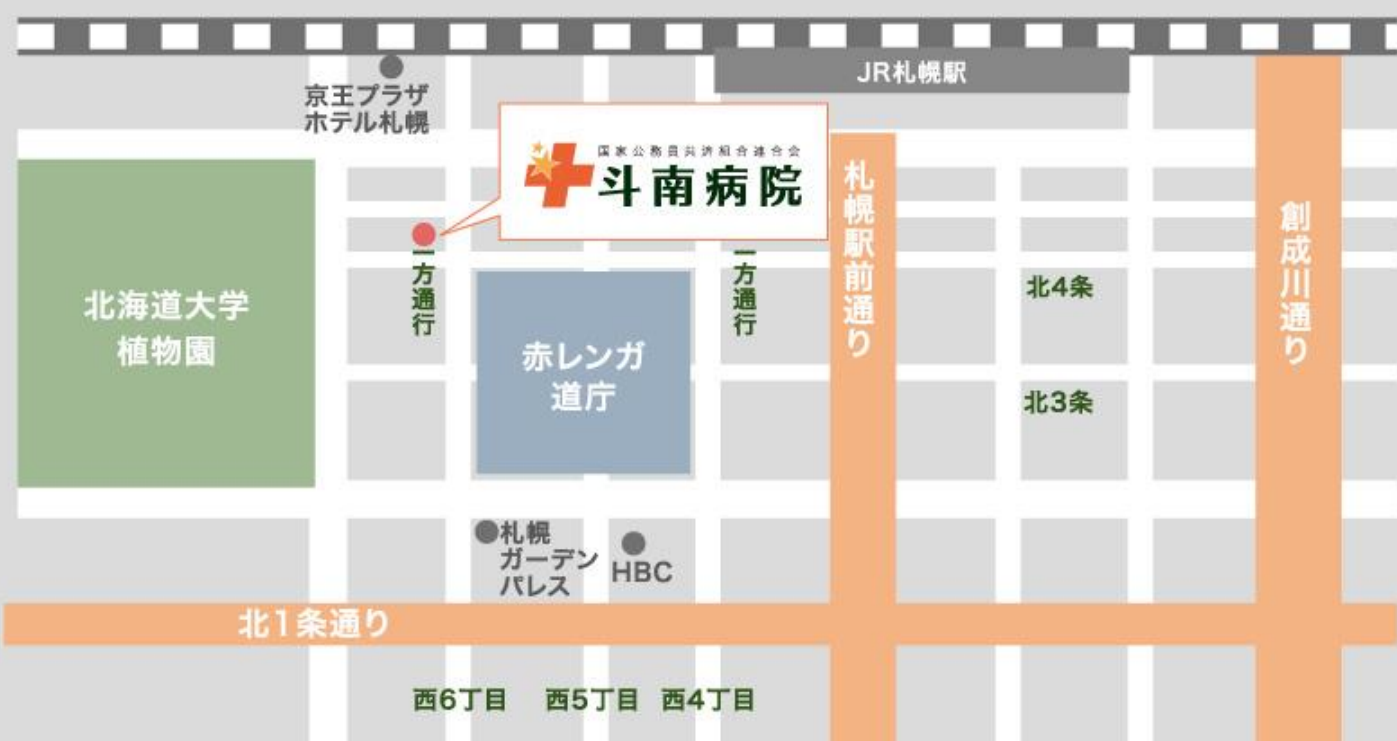 JR札幌駅
京王プラザ
ホテル札幌
国家公務員共済組合連合会
斗南病院
札幌駅前通り
創成川通り
一方通行
一方通行
北4条
北海道大学
植物園
赤レンガ
道庁
北3条
札幌
ガーデン
パレス
HBC
北1条通り
西6丁目
西5丁目
西4丁目